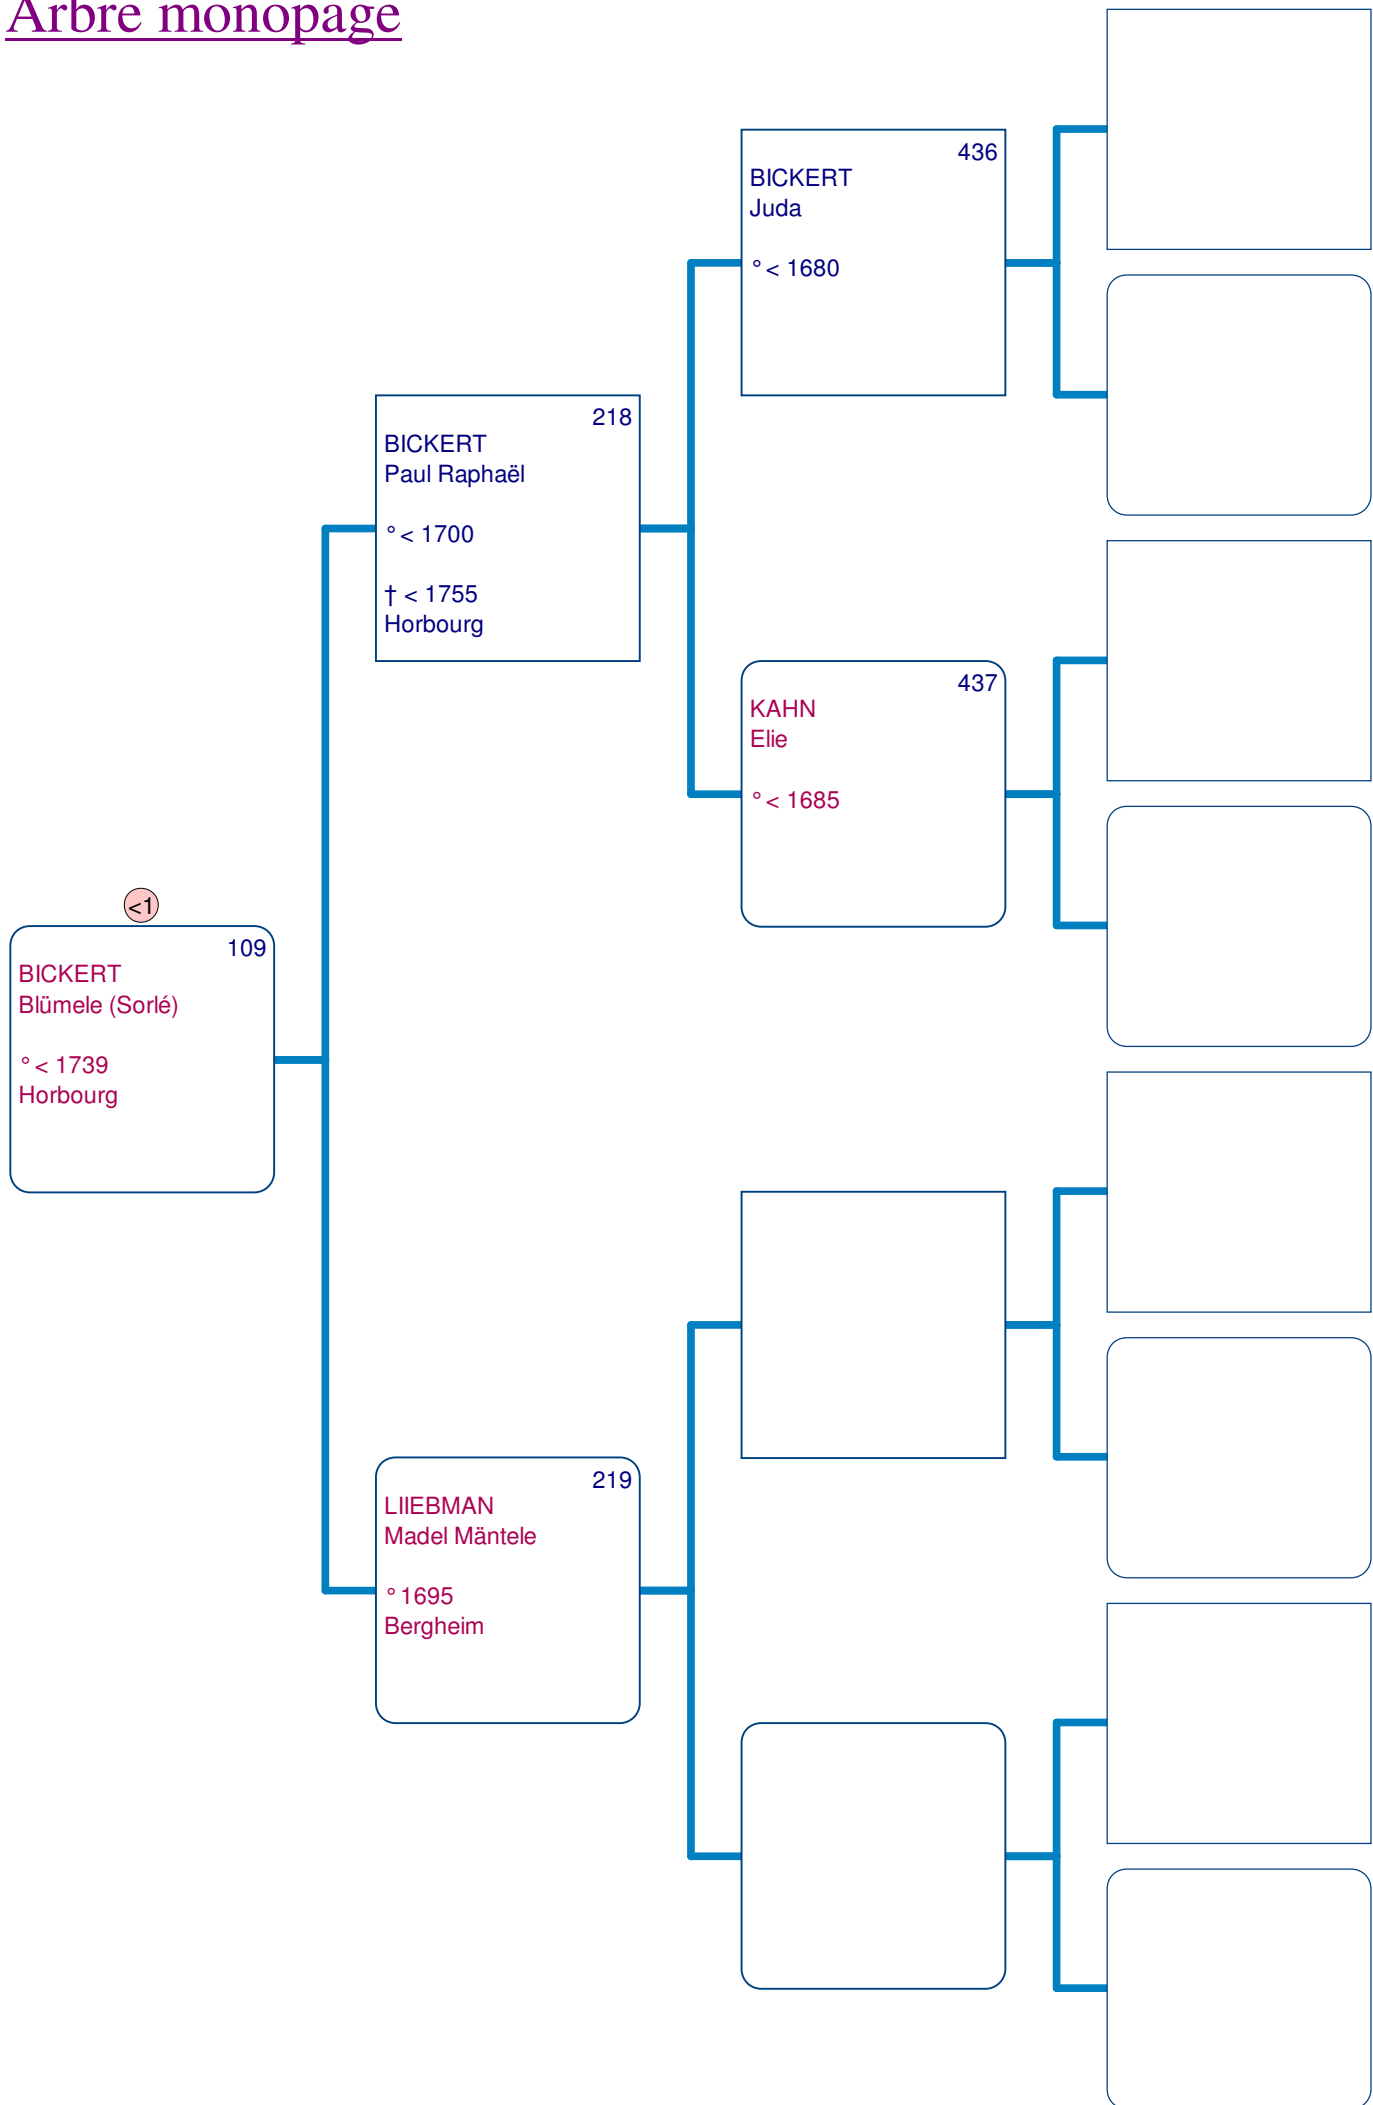 Arbre monopage
436
BICKERT
Juda
° < 1680
218
BICKERT
Paul Raphaël
° < 1700
† < 1755
Horbourg
437
KAHN
Elie
° < 1685
<1
109
BICKERT
Blümele (Sorlé)
° < 1739
Horbourg
219
LIIEBMAN
Madel Mäntele
° 1695
Bergheim